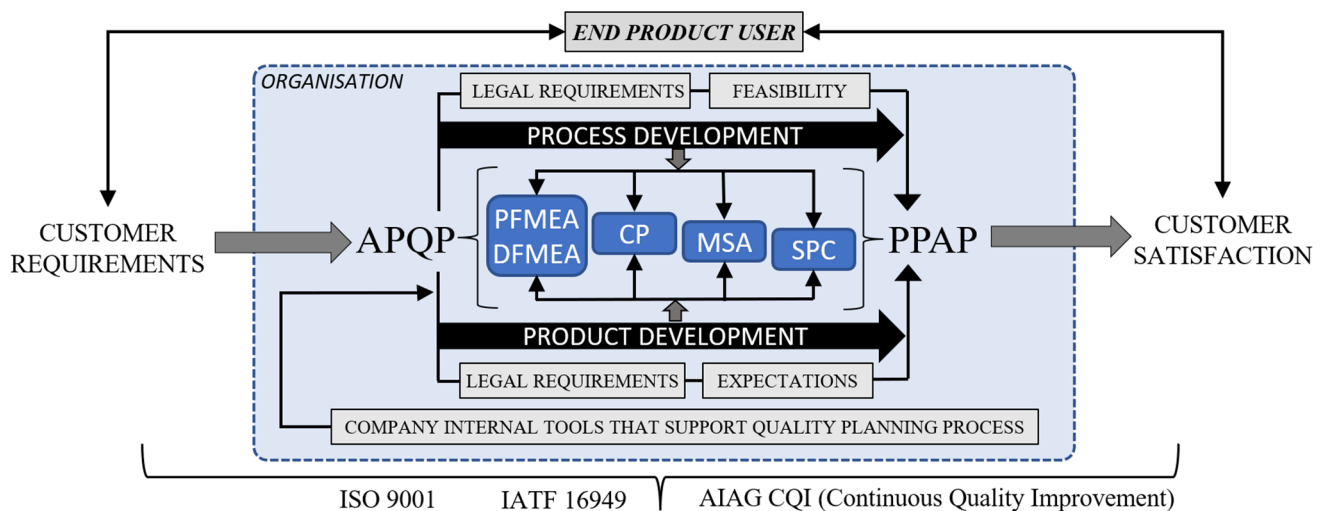 END PRODUCT USER
ORGANISATION
LEGAL REQUIREMENTS
FEASIBILITY
PROCESS DEVELOPMENT
CUSTOMER
REQUIREMENTS
APQP
PFMEA
DFMEA
CP
MSA
SPC
PPAP
CUSTOMER
SATISFACTION
PRODUCT DEVELOPMENT
LEGAL REQUIREMENTS
EXPECTATIONS
COMPANY INTERNAL TOOLS THAT SUPPORT QUALITY PLANNING PROCESS
ISO 9001
IATF 16949
AIAG CQI (Continuous Quality Improvement)